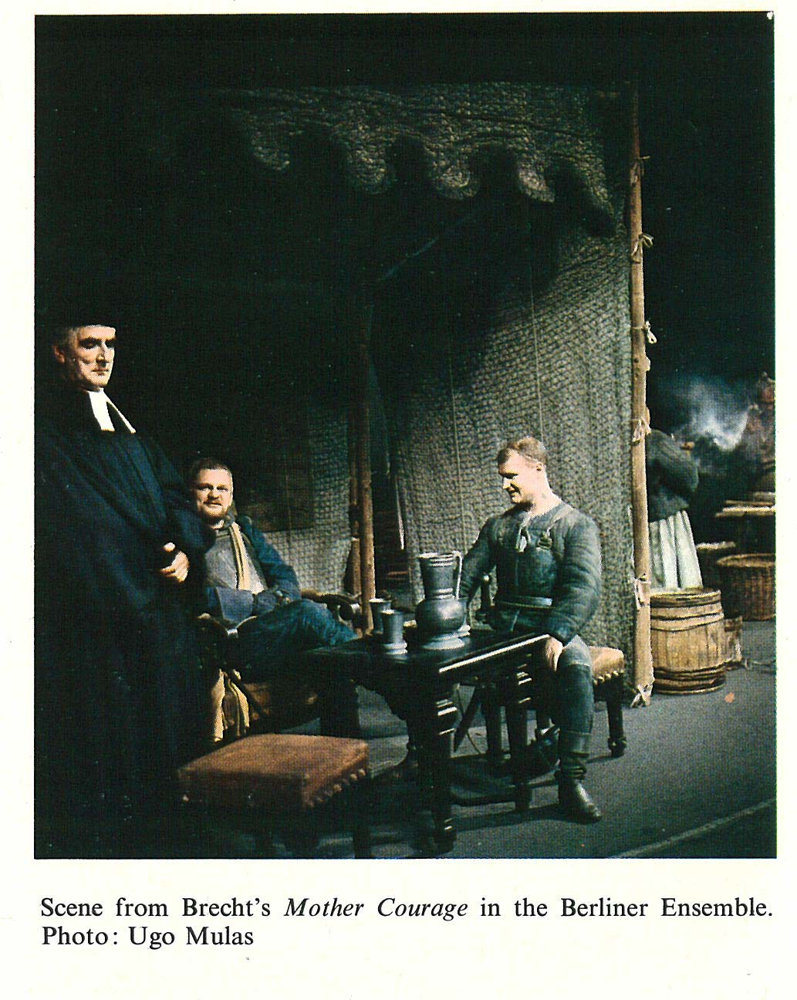 Scene from Brecht's Mother Courage in the Berliner Ensemble.
Photo: Ugo Mulas